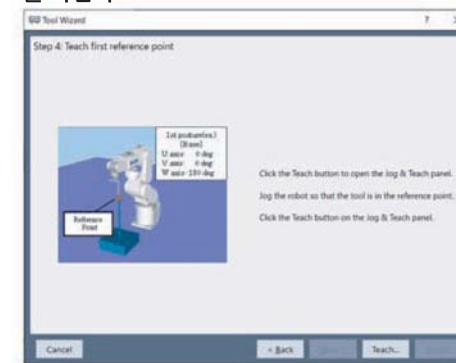 Tool Wizard
?
Step 4: Teach first reference point
1st posture(ex.)
U axis: 0 deg
V axis: 0 deg
W axis: 180 deg
Reference
Point
Click the Teach button to open the Jog & Teach panel.
Jog the robot so that the tool is in the reference point.
Click the Teach button on the Jog & Teach panel.
Cancel
< Back
Teach...